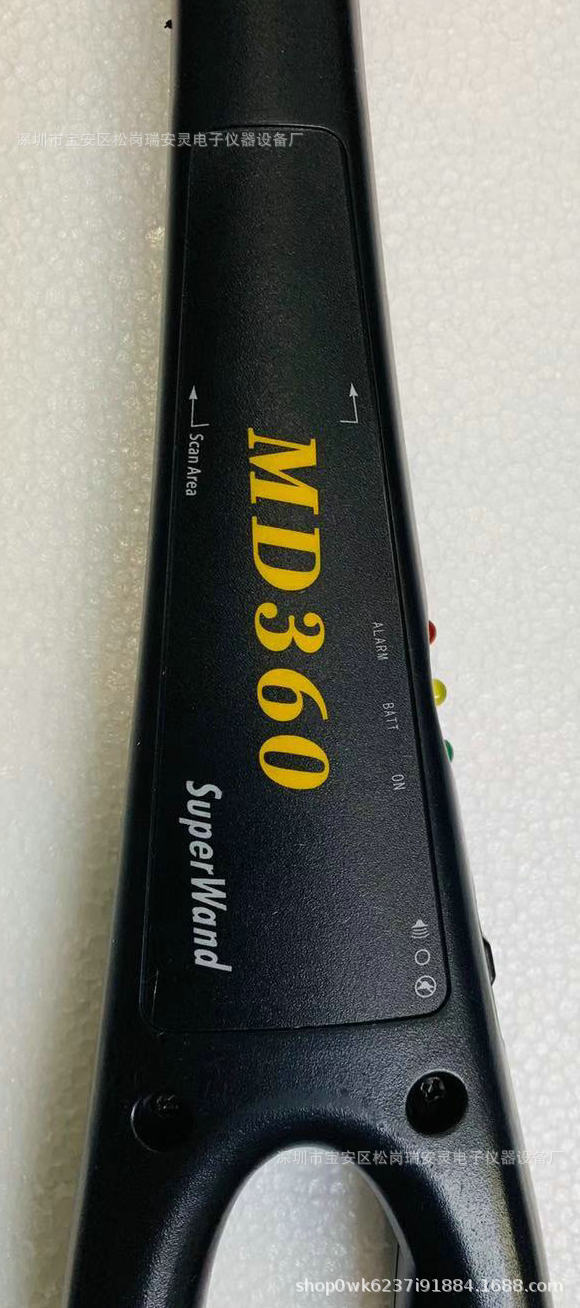 深圳市宝安区松岗瑞安灵电子仪器设备厂
Scan Area
MD360
ALARM
BATT
ON
SuperWand
深圳市宝安区松岗瑞安灵电子仪器设备厂
shop0wk6237i91884.1688.com